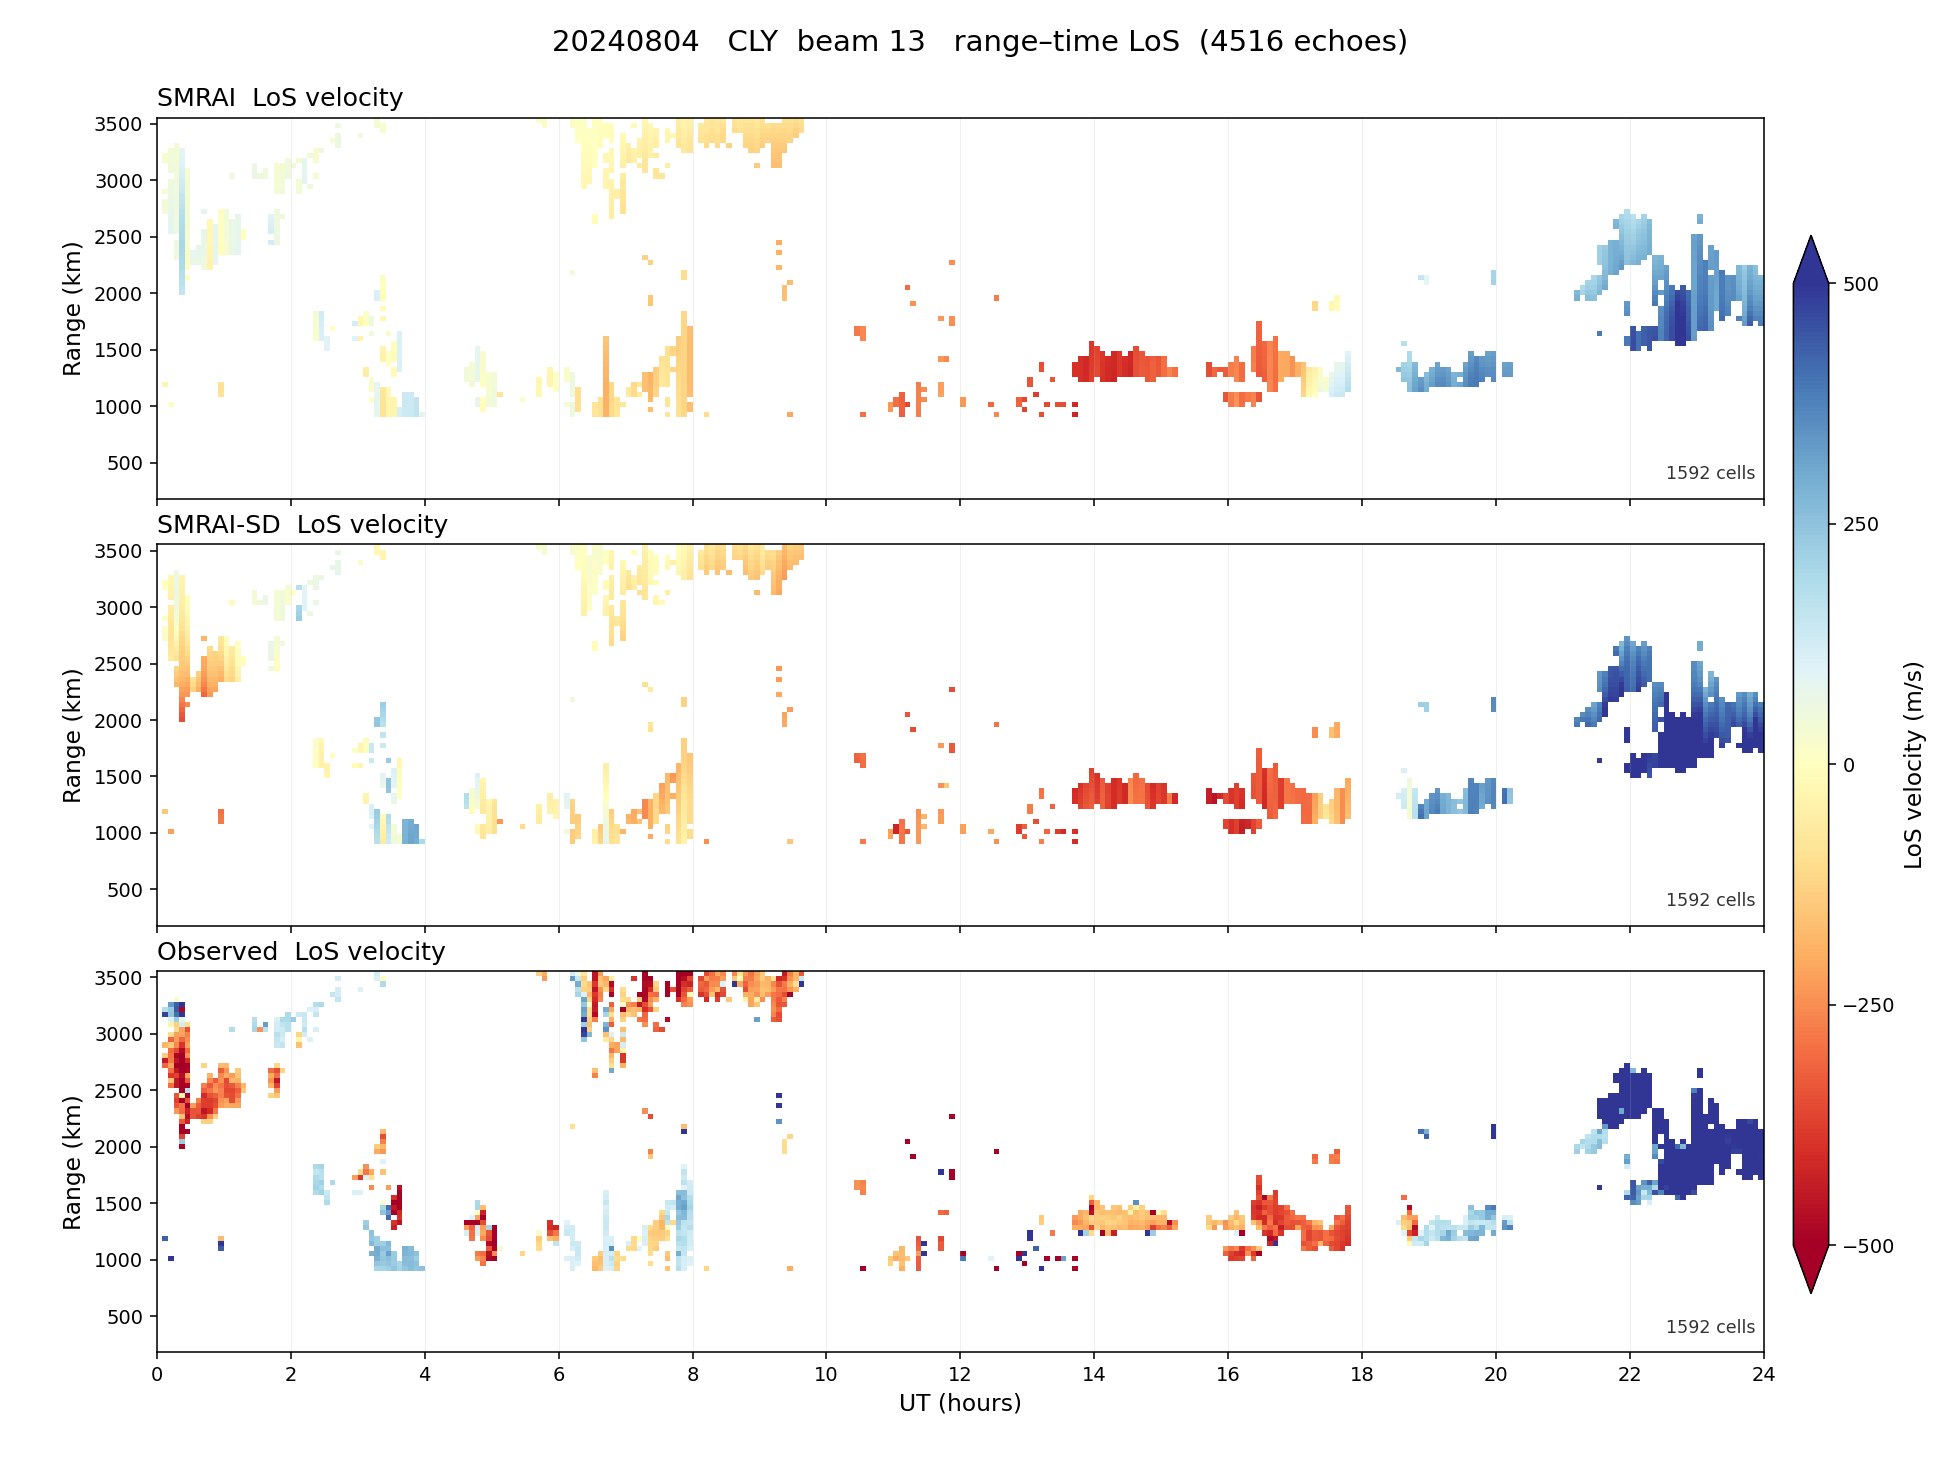 20240804   CLY  beam 13   range–time LoS  (4516 echoes)
SMRAI  LoS velocity
3500
3000
2500
2000
1500
1000
500
Range (km)
1592 cells
SMRAI-SD  LoS velocity
3500
3000
2500
2000
1500
1000
500
Range (km)
1592 cells
Observed  LoS velocity
3500
3000
2500
2000
1500
1000
500
Range (km)
1592 cells
0 2 4 6 8 10 12 14 16 18 20 22 24
UT (hours)
500
250
0
−250
−500
LoS velocity (m/s)